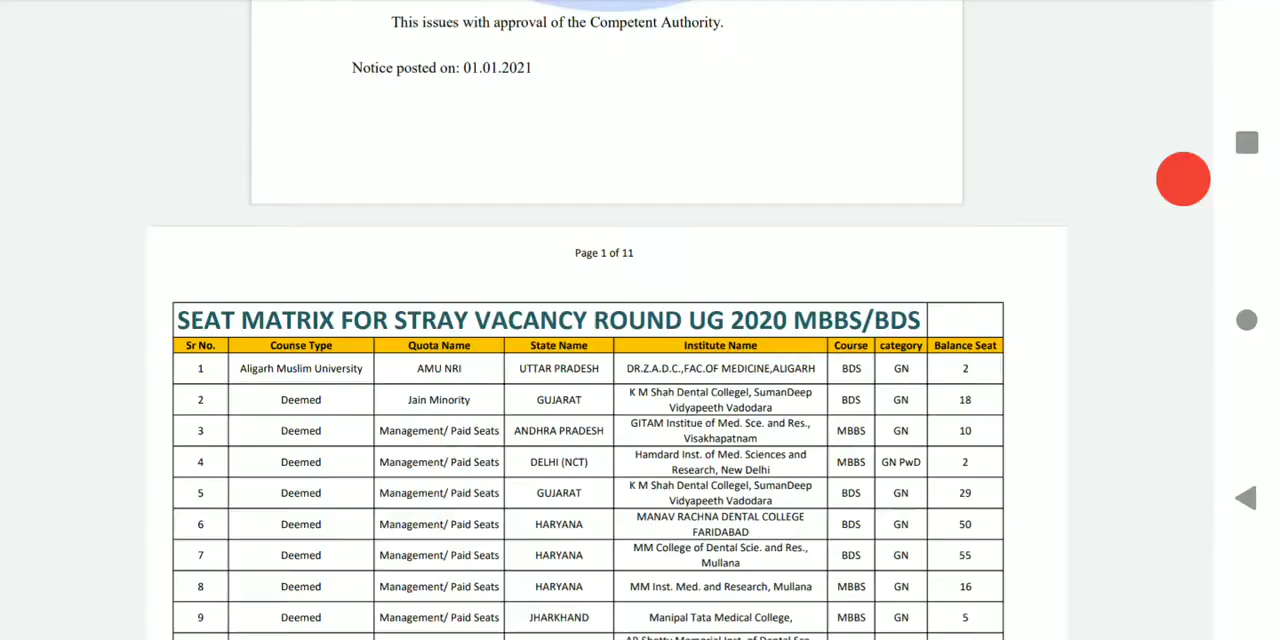 This issues with approval of the Competent Authority.
Notice posted on: 01.01.2021
Page 1 of 11
SEAT MATRIX FOR STRAY VACANCY ROUND UG 2020 MBBS/BDS
Sr No. Counse Type Quota Name State Name Institute Name Course category Balance Seat
1 Aligarh Muslim University AMU NRI UTTAR PRADESH DR.Z.A.D.C.,FAC.OF MEDICINE,ALIGARH BDS GN 2
2 Deemed Jain Minority GUJARAT K M Shah Dental Collegel, SumanDeep
Vidyapeeth Vadodara BDS GN 18
3 Deemed Management/ Paid Seats ANDHRA PRADESH GITAM Institue of Med. Sce. and Res.,
Visakhapatnam MBBS GN 10
4 Deemed Management/ Paid Seats DELHI (NCT) Hamdard Inst. of Med. Sciences and
Research, New Delhi MBBS GN PwD 2
5 Deemed Management/ Paid Seats GUJARAT K M Shah Dental Collegel, SumanDeep
Vidyapeeth Vadodara BDS GN 29
6 Deemed Management/ Paid Seats HARYANA MANAV RACHNA DENTAL COLLEGE
FARIDABAD BDS GN 50
7 Deemed Management/ Paid Seats HARYANA MM College of Dental Scie. and Res.,
Mullana BDS GN 55
8 Deemed Management/ Paid Seats HARYANA MM Inst. Med. and Research, Mullana MBBS GN 16
9 Deemed Management/ Paid Seats JHARKHAND Manipal Tata Medical College, MBBS GN 5